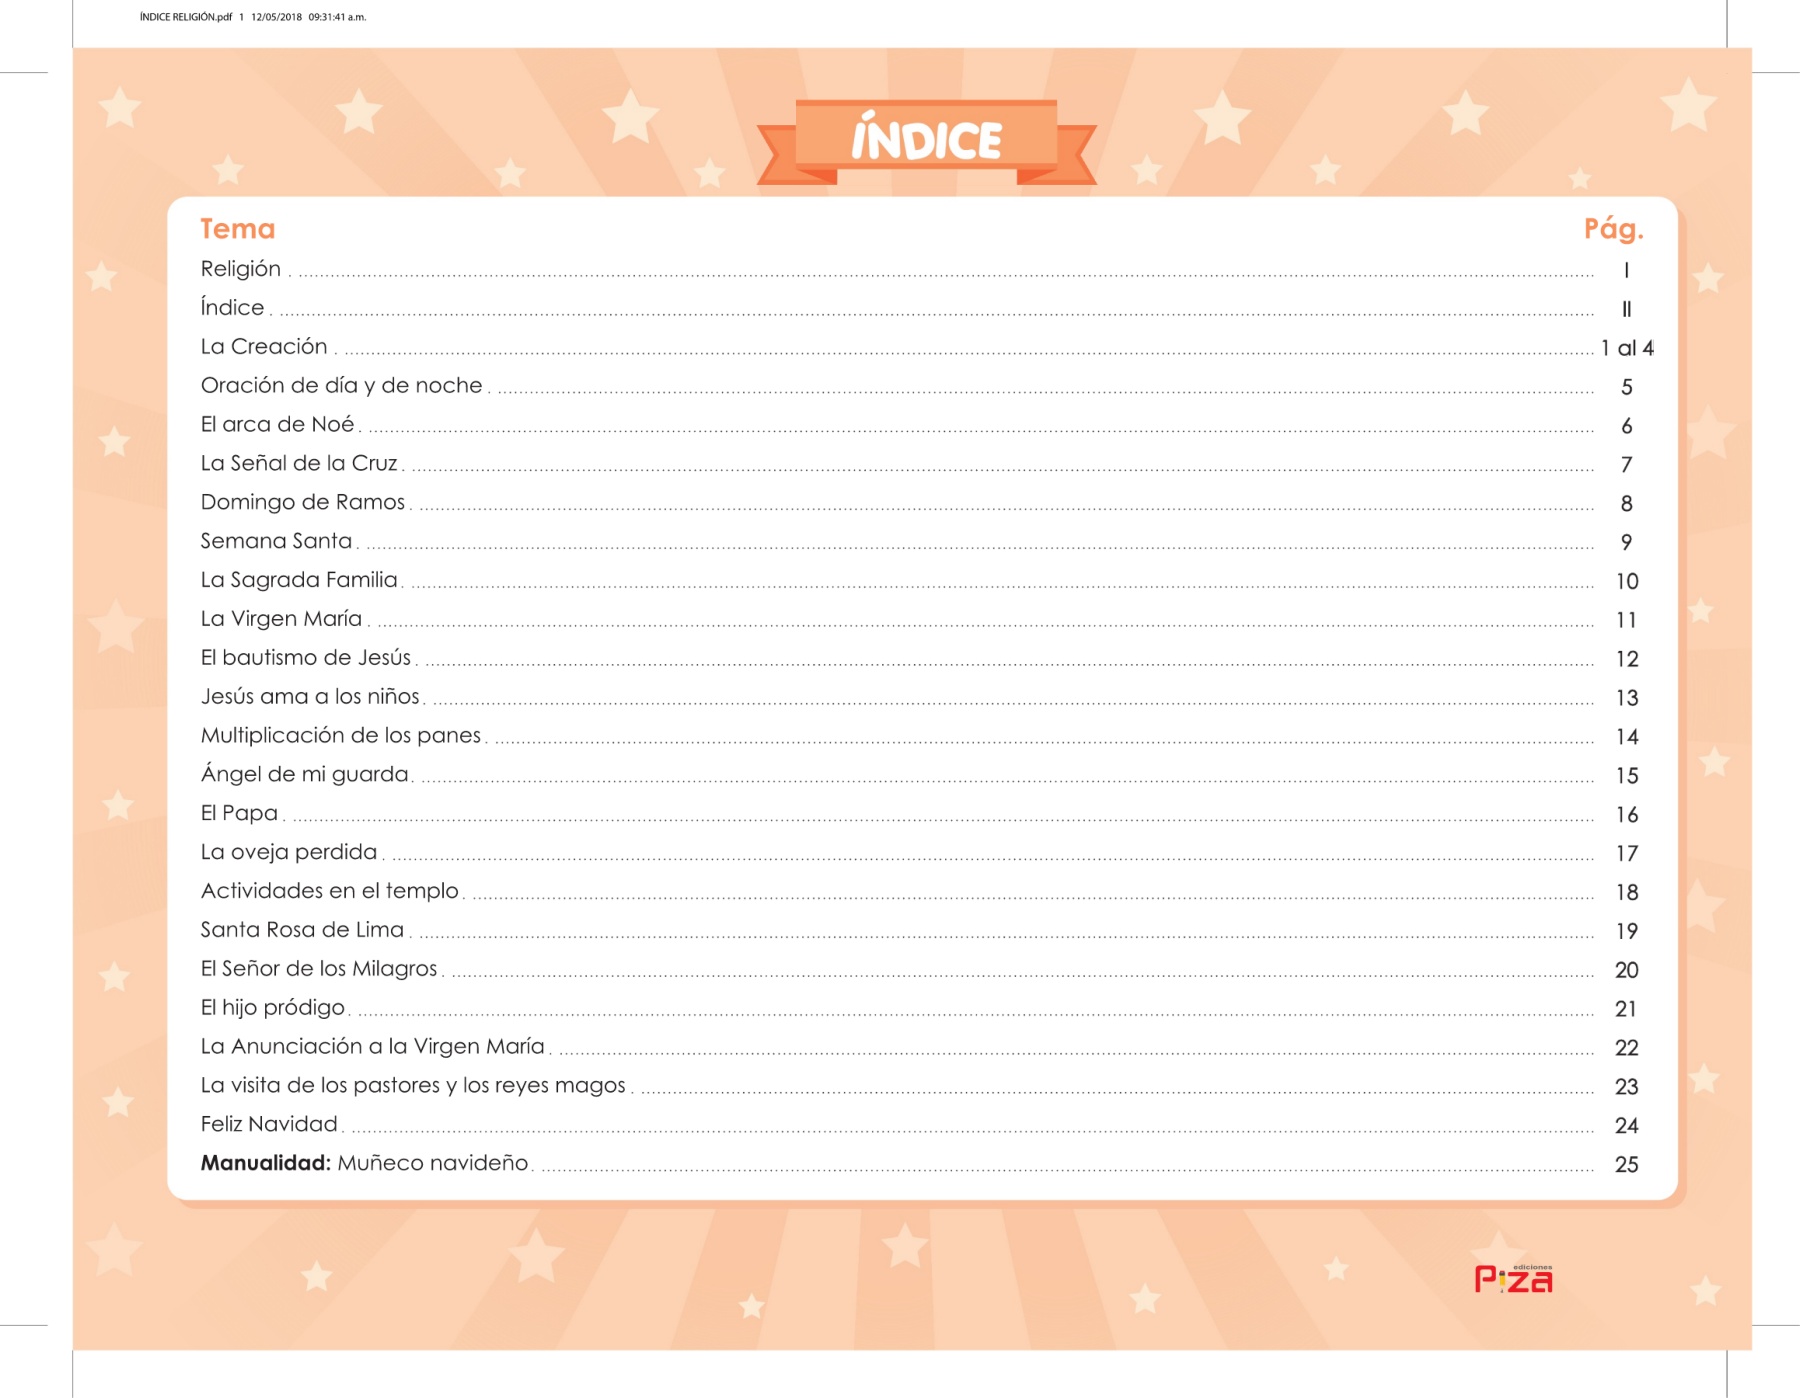 ÍNDICE RELIGIÓN.pdf 1 12/05/2018 09:31:41 a.m.
ÍNDICE
Tema Pág.
Religión I
Índice II
La Creación 1 al 4
Oración de día y de noche 5
El arca de Noé 6
La Señal de la Cruz 7
Domingo de Ramos 8
Semana Santa 9
La Sagrada Familia 10
La Virgen María 11
El bautismo de Jesús 12
Jesús ama a los niños 13
Multiplicación de los panes 14
Ángel de mi guarda 15
El Papa 16
La oveja perdida 17
Actividades en el templo 18
Santa Rosa de Lima 19
El Señor de los Milagros 20
El hijo pródigo 21
La Anunciación a la Virgen María 22
La visita de los pastores y los reyes magos 23
Feliz Navidad 24
Manualidad: Muñeco navideño 25
ediciones
Piza